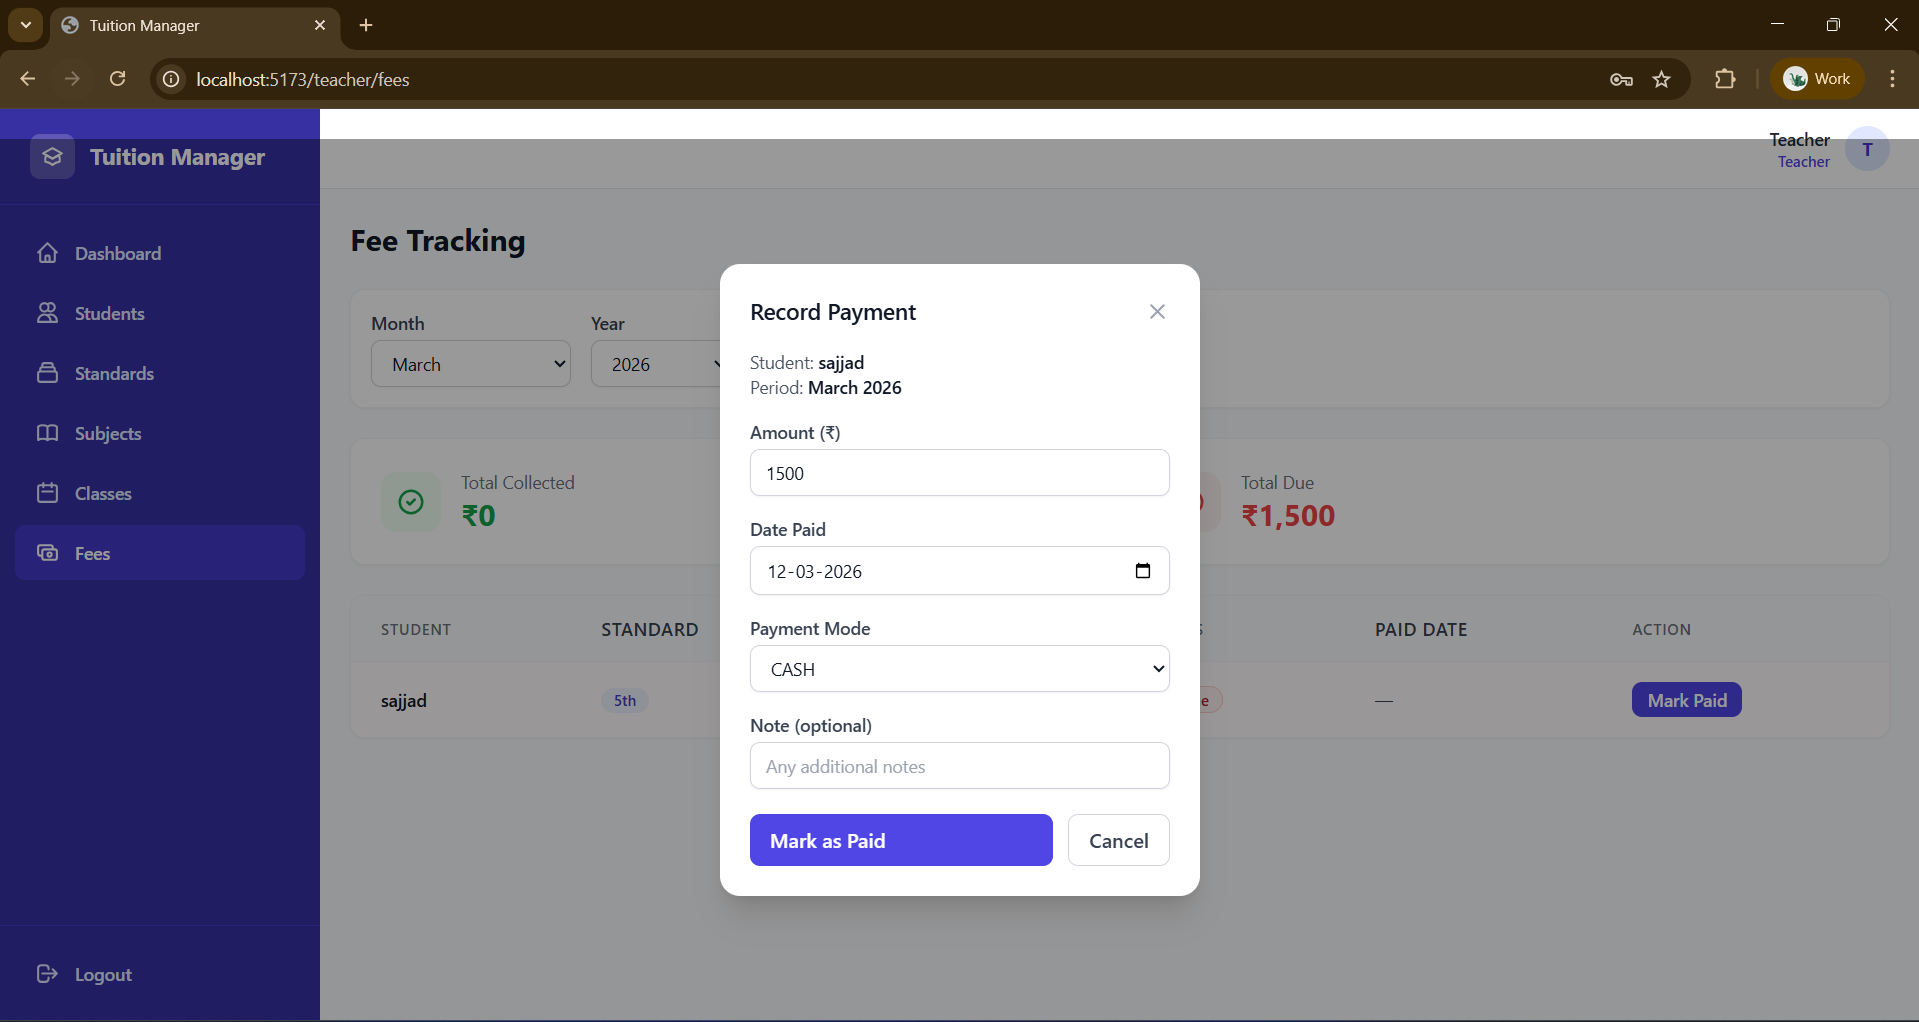 Tuition Manager
localhost:5173/teacher/fees
Work
Tuition Manager
Teacher
Teacher
T
Dashboard
Students
Standards
Subjects
Classes
Fees
Logout
Fee Tracking
Month
Year
March
2026
Total Collected
₹0
Total Due
₹1,500
STUDENT
STANDARD
PAID DATE
ACTION
sajjad
5th
—
Mark Paid
Record Payment
Student: sajjad
Period: March 2026
Amount (₹)
1500
Date Paid
12-03-2026
Payment Mode
CASH
Note (optional)
Any additional notes
Mark as Paid
Cancel